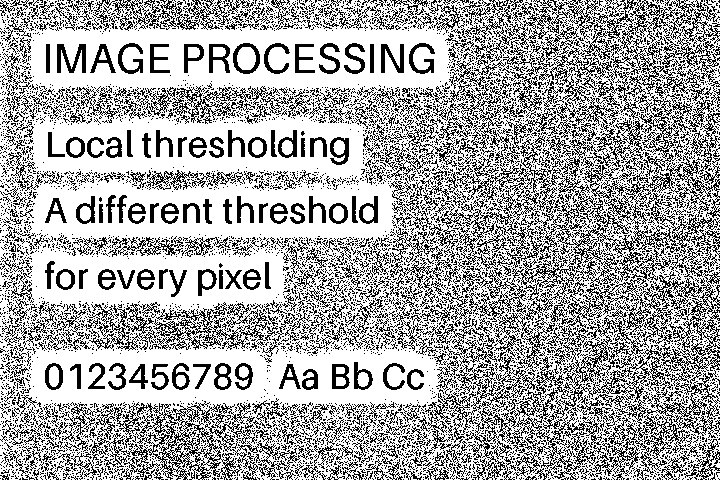 IMAGE PROCESSING
Local thresholding
A different threshold
for every pixel
0123456789 Aa Bb Cc